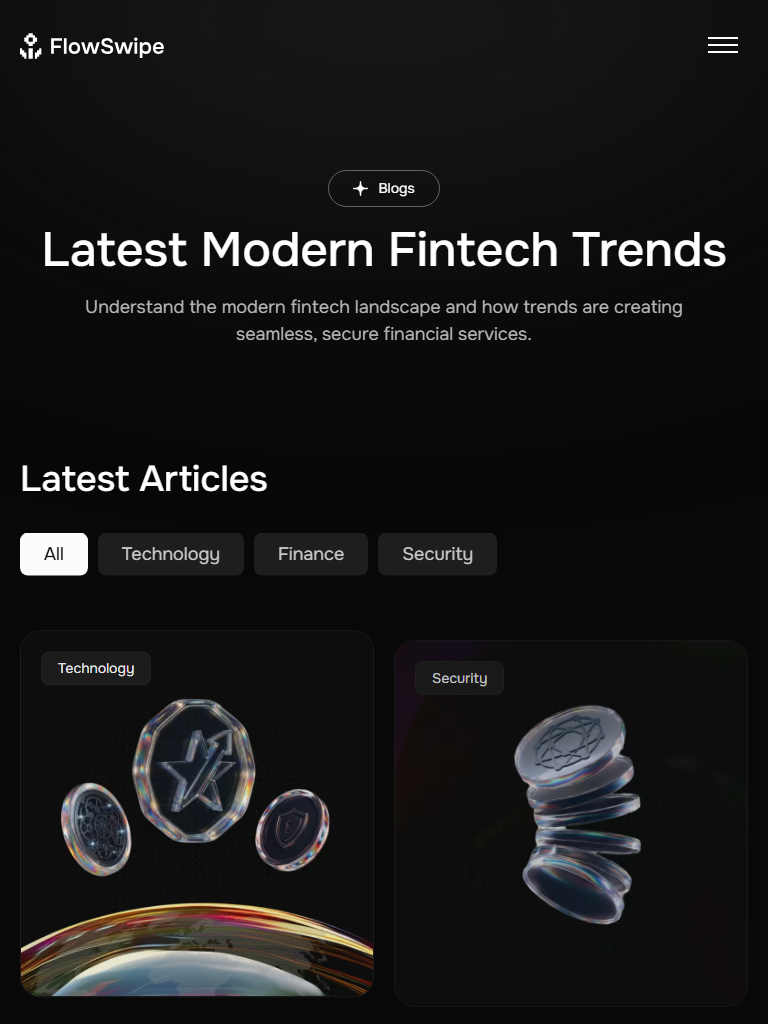 FlowSwipe
Blogs
Latest Modern Fintech Trends
Understand the modern fintech landscape and how trends are creating
seamless, secure financial services.
Latest Articles
All
Technology
Finance
Security
Technology
Security